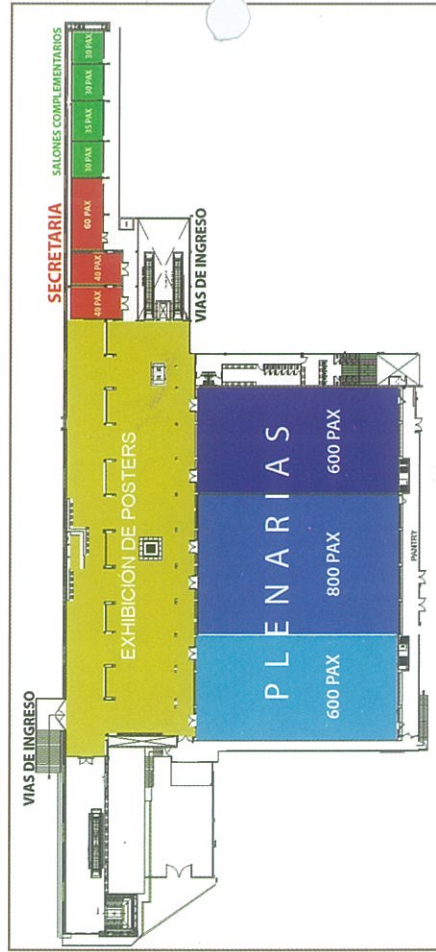 SALONES COMPLEMENTARIOS
30 PAX
35 PAX
30 PAX
30 PAX
SECRETARIA
40 PAX
40 PAX
60 PAX
VIAS DE INGRESO
VIAS DE INGRESO
EXHIBICIÓN DE POSTERS
PLENARIAS
600 PAX
800 PAX
600 PAX
PANTRY